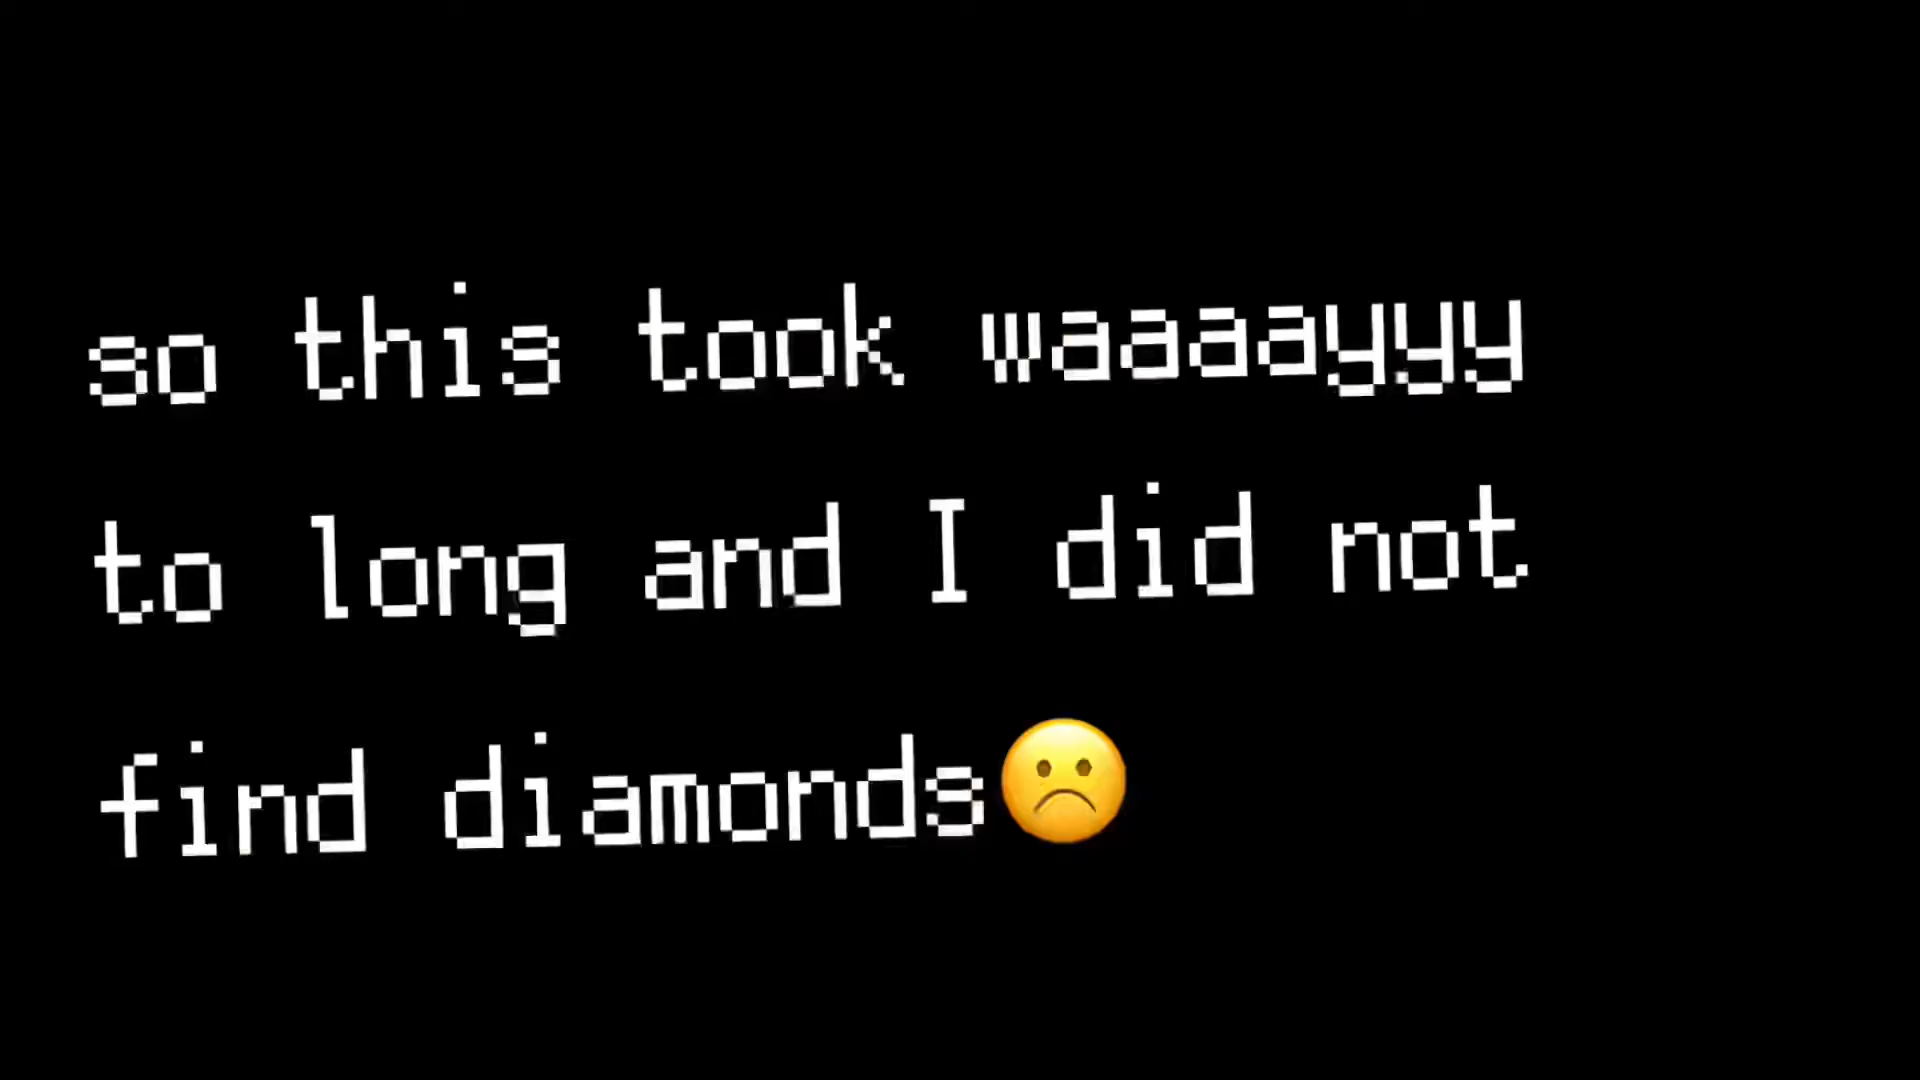 so this took waaaayyy
to long and I did not
find diamonds☹️